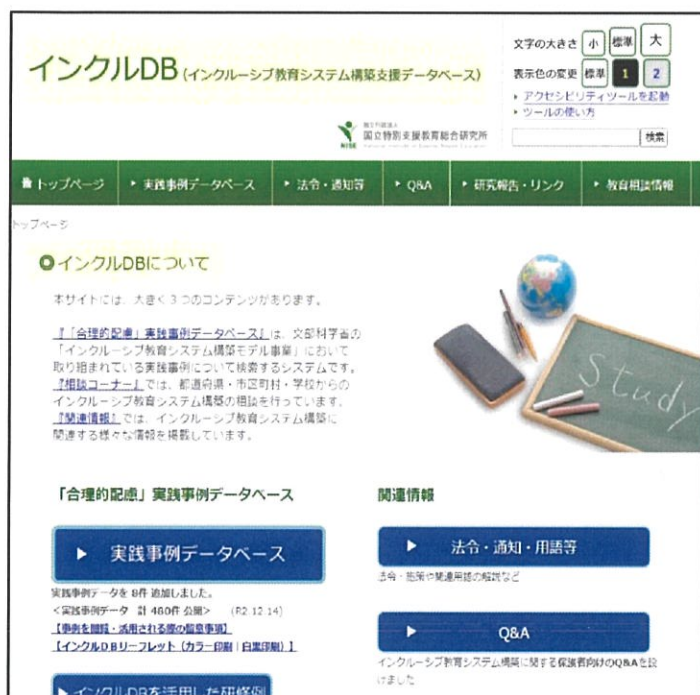 インクルDB (インクルーシブ教育システム構築支援データベース)
文字の大きさ 小 標準 大
表示色の変更 標準 1 2
アクセシビリティツールを起動
ツールの使い方
検索
NISE 国立特別支援教育総合研究所
トップページ
実践事例データベース
法令・通知等
Q&A
研究報告・リンク
教育相談情報
トップページ
インクルDBについて
本サイトには、大きく3つのコンテンツがあります。
『「合理的配慮」実践事例データベース』は、文部科学省の
「インクルーシブ教育システム構築モデル事業」において
取り組まれている実践事例について検索するシステムです。
『相談コーナー』では、都道府県・市区町村・学校からの
インクルーシブ教育システム構築の相談を行っています。
『関連情報』では、インクルーシブ教育システム構築に
関連する様々な情報を掲載しています。
Study
「合理的配慮」実践事例データベース
実践事例データベース
実践事例データを 8件 追加しました。
<実践事例データ 計 480件 公開> (R2.12.14)
【事例を閲覧・活用される際の留意事項】
【インクルDBリーフレット（カラー印刷｜白黒印刷）】
インクルDBを活用した研修例
関連情報
法令・通知・用語等
法令・施策や関連用語の解説など
Q&A
インクルーシブ教育システム構築に関する保護者向けのQ&Aを設
けました